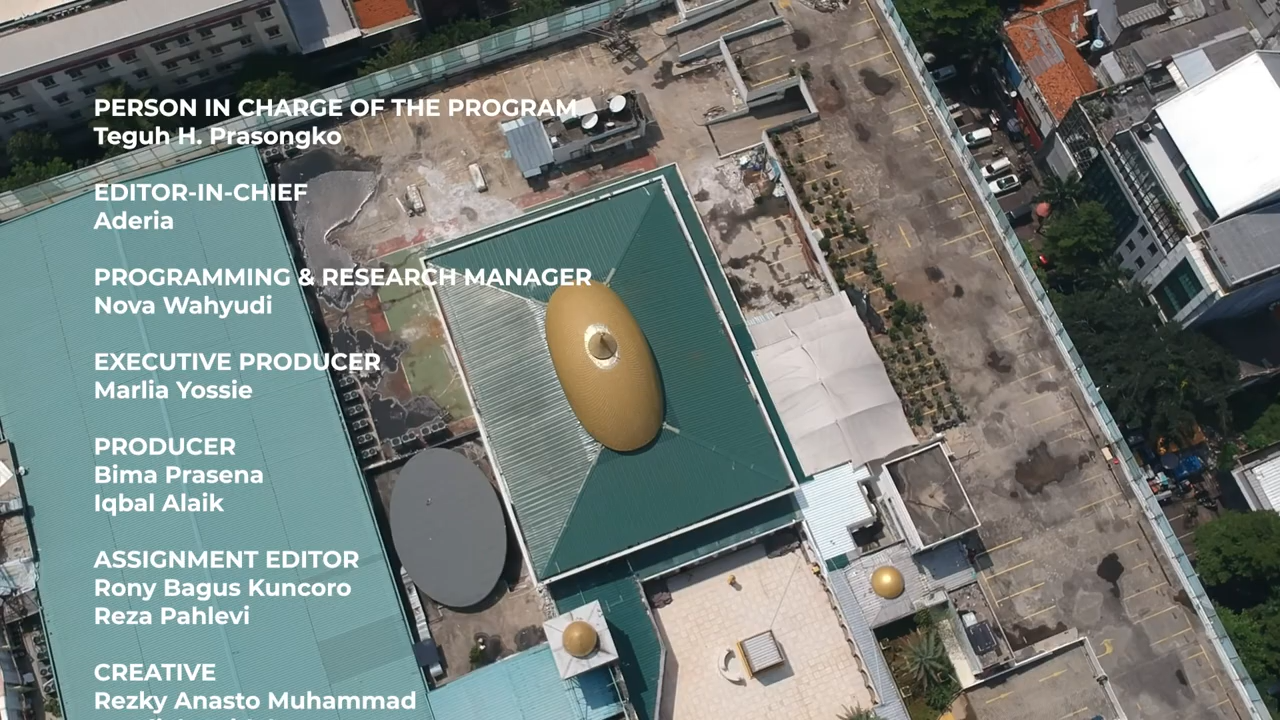 PERSON IN CHARGE OF THE PROGRAM
Teguh H. Prasongko
EDITOR-IN-CHIEF
Aderia
PROGRAMMING & RESEARCH MANAGER
Nova Wahyudi
EXECUTIVE PRODUCER
Marlia Yossie
PRODUCER
Bima Prasena
Iqbal Alaik
ASSIGNMENT EDITOR
Rony Bagus Kuncoro
Reza Pahlevi
CREATIVE
Rezky Anasto Muhammad